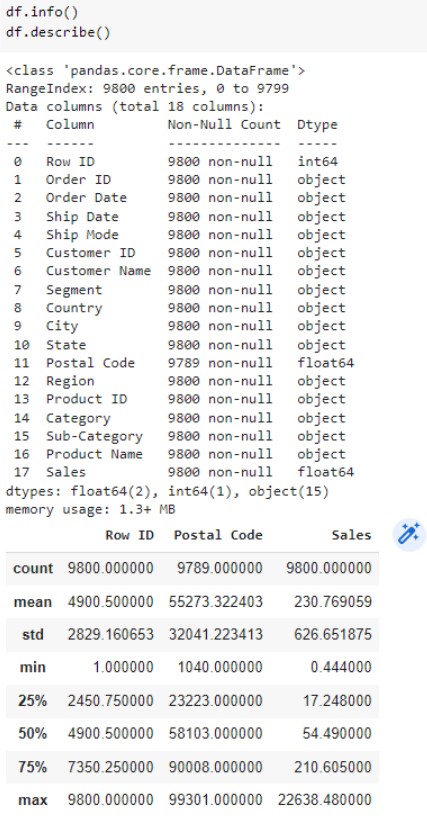 df.info()
df.describe()
<class 'pandas.core.frame.DataFrame'>
RangeIndex: 9800 entries, 0 to 9799
Data columns (total 18 columns):
#   Column         Non-Null Count  Dtype
---  ------         --------------  -----
0   Row ID         9800 non-null   int64
1   Order ID       9800 non-null   object
2   Order Date     9800 non-null   object
3   Ship Date      9800 non-null   object
4   Ship Mode      9800 non-null   object
5   Customer ID    9800 non-null   object
6   Customer Name  9800 non-null   object
7   Segment        9800 non-null   object
8   Country        9800 non-null   object
9   City           9800 non-null   object
10  State          9800 non-null   object
11  Postal Code    9789 non-null   float64
12  Region         9800 non-null   object
13  Product ID     9800 non-null   object
14  Category       9800 non-null   object
15  Sub-Category   9800 non-null   object
16  Product Name   9800 non-null   object
17  Sales          9800 non-null   float64
dtypes: float64(2), int64(1), object(15)
memory usage: 1.3+ MB
Row ID Postal Code Sales
count 9800.000000 9789.000000 9800.000000
mean 4900.500000 55273.322403 230.769059
std 2829.160653 32041.223413 626.651875
min 1.000000 1040.000000 0.444000
25% 2450.750000 23223.000000 17.248000
50% 4900.500000 58103.000000 54.490000
75% 7350.250000 90008.000000 210.605000
max 9800.000000 99301.000000 22638.480000